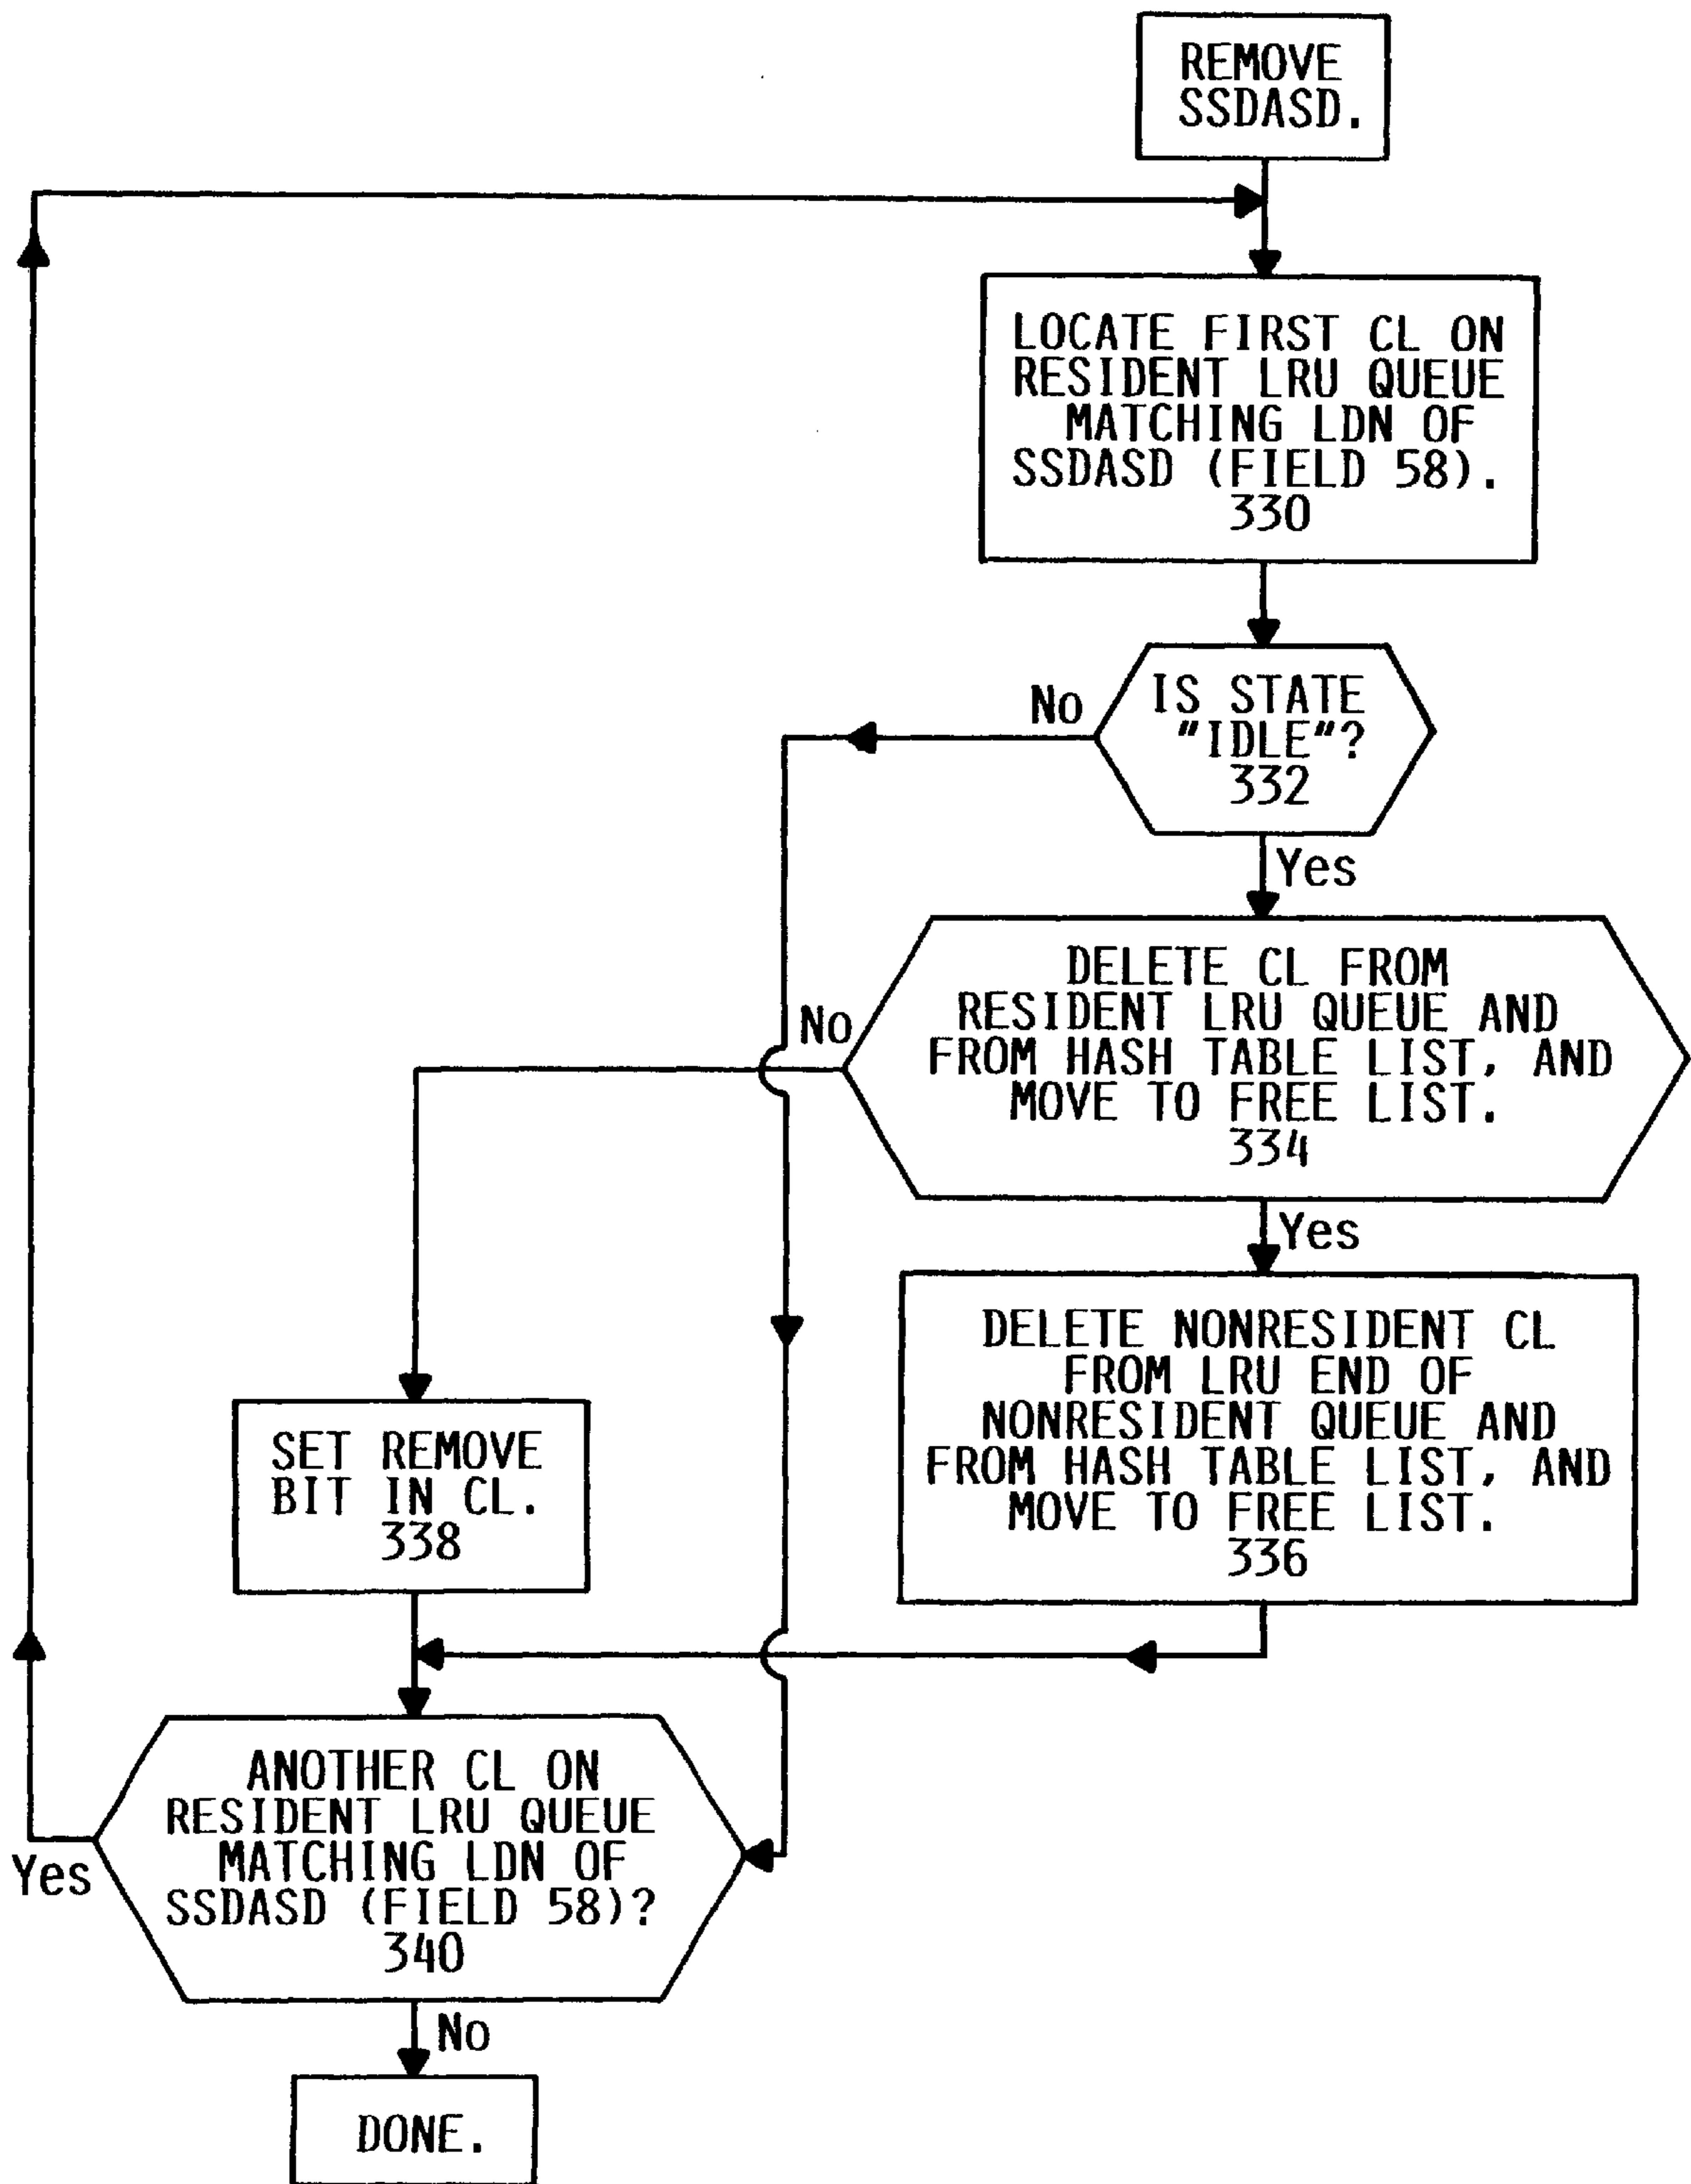 REMOVE
SSDASD.
LOCATE FIRST CL ON
RESIDENT LRU QUEUE
MATCHING LDN OF
SSDASD (FIELD 58).
330
No
IS STATE
"IDLE"?
332
Yes
No
DELETE CL FROM
RESIDENT LRU QUEUE AND
FROM HASH TABLE LIST, AND
MOVE TO FREE LIST.
334
Yes
DELETE NONRESIDENT CL
FROM LRU END OF
NONRESIDENT QUEUE AND
FROM HASH TABLE LIST, AND
MOVE TO FREE LIST.
336
SET REMOVE
BIT IN CL.
338
ANOTHER CL ON
RESIDENT LRU QUEUE
MATCHING LDN OF
SSDASD (FIELD 58)?
340
Yes
No
DONE.